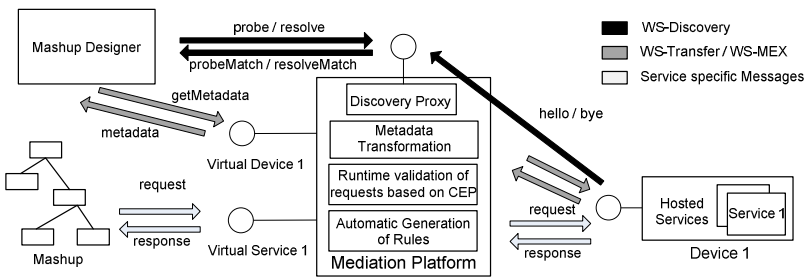 Mashup Designer
probe / resolve
probeMatch / resolveMatch
WS-Discovery
WS-Transfer / WS-MEX
Service specific Messages
getMetadata
metadata
Virtual Device 1
Discovery Proxy
Metadata
Transformation
Runtime validation of
requests based on CEP
Automatic Generation
of Rules
Mediation Platform
hello / bye
request
response
Virtual Service 1
Mashup
request
response
Hosted
Services
Service 1
Device 1